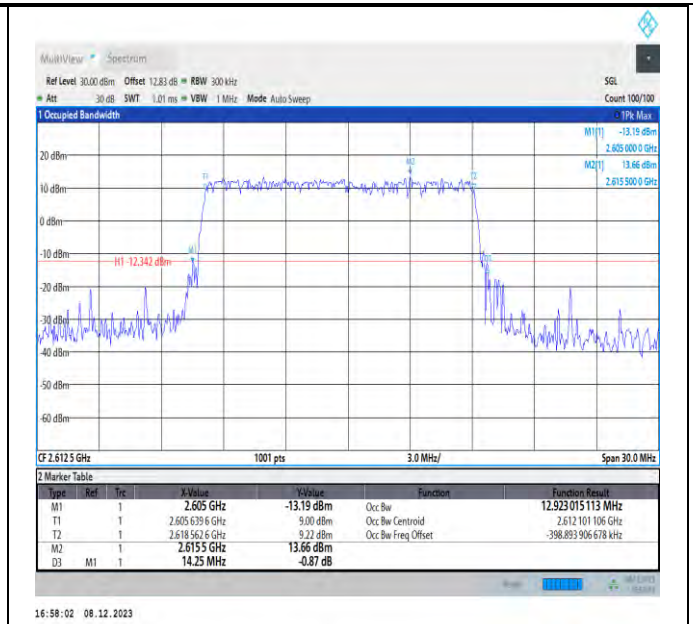 MultiView Spectrum
Ref Level 30.00 dBm Offset 12.83 dB RBW 300 kHz SGL
Att 30 dB SWT 1.01 ms VBW 1 MHz Mode Auto Sweep Count 100/100
1 Occupied Bandwidth 1Pk Max
M1[1] -13.19 dBm
2.605 000 0 GHz
M2[1] 13.66 dBm
2.615 500 0 GHz
20 dBm
T1 M2 T2
10 dBm
0 dBm
-10 dBm
M1
H1 -12.342 dBm
D3
-20 dBm
-30 dBm
-40 dBm
-50 dBm
-60 dBm
CF 2.612 5 GHz 1001 pts 3.0 MHz/ Span 30.0 MHz
2 Marker Table
Type Ref Trc X-Value Y-Value Function Function Result
M1 1 2.605 GHz -13.19 dBm Occ Bw 12.923 015 113 MHz
T1 1 2.605 639 6 GHz 9.00 dBm Occ Bw Centroid 2.612 101 106 GHz
T2 1 2.618 562 6 GHz 9.22 dBm Occ Bw Freq Offset -398.893 906 678 kHz
M2 1 2.6155 GHz 13.66 dBm
D3 M1 1 14.25 MHz -0.87 dB
16:58:02 08.12.2023